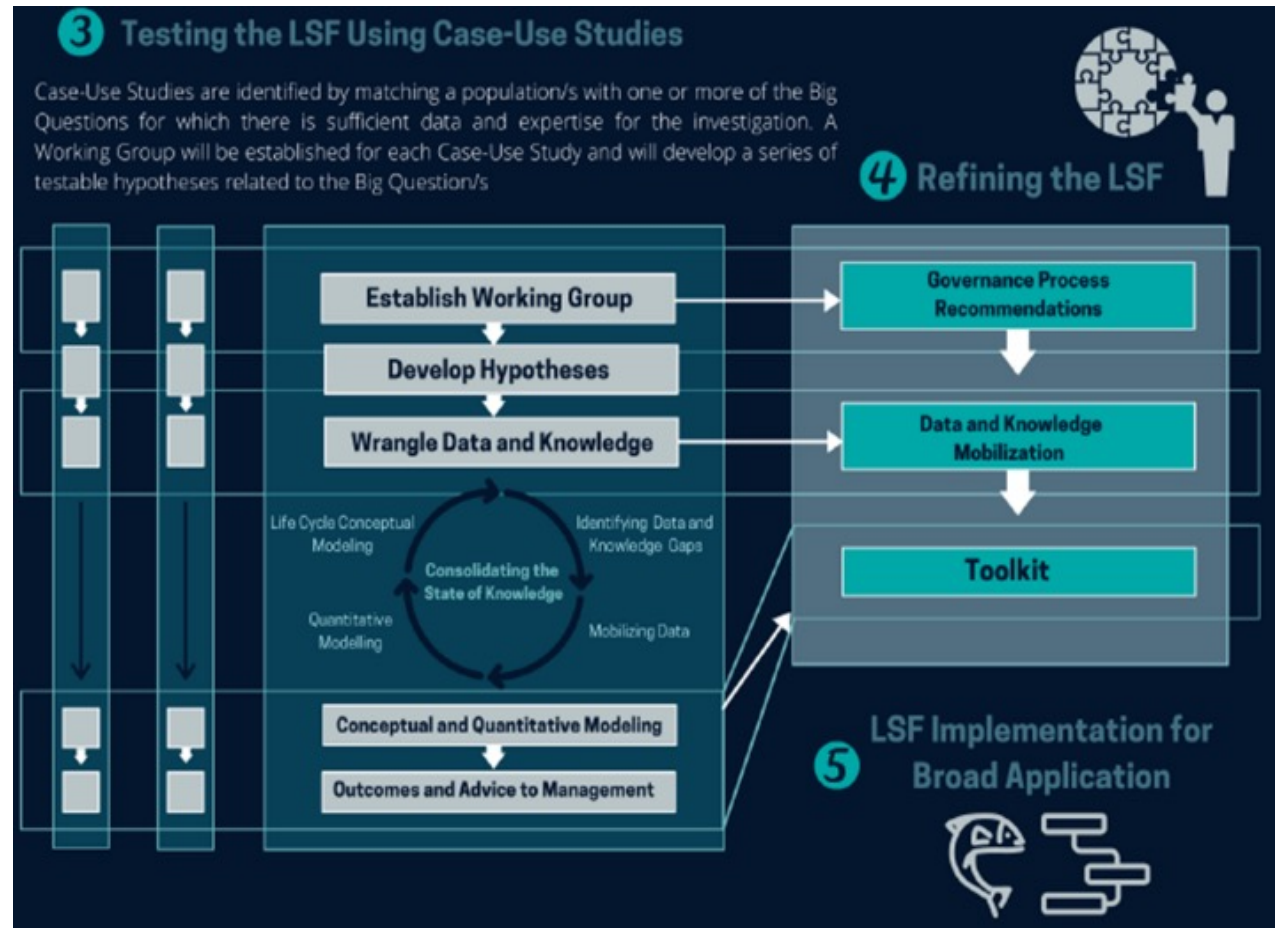 3 Testing the LSF Using Case-Use Studies
Case-Use Studies are identified by matching a population/s with one or more of the Big
Questions for which there is sufficient data and expertise for the investigation. A
Working Group will be established for each Case-Use Study and will develop a series of
testable hypotheses related to the Big Question/s
4 Refining the LSF
Establish Working Group
Develop Hypotheses
Wrangle Data and Knowledge
Life Cycle Conceptual
Modeling
Identifying Data and
Knowledge Gaps
Consolidating the
State of Knowledge
Quantitative
Modelling
Mobilizing Data
Conceptual and Quantitative Modeling
Outcomes and Advice to Management
Governance Process
Recommendations
Data and Knowledge
Mobilization
Toolkit
5 LSF Implementation for
Broad Application